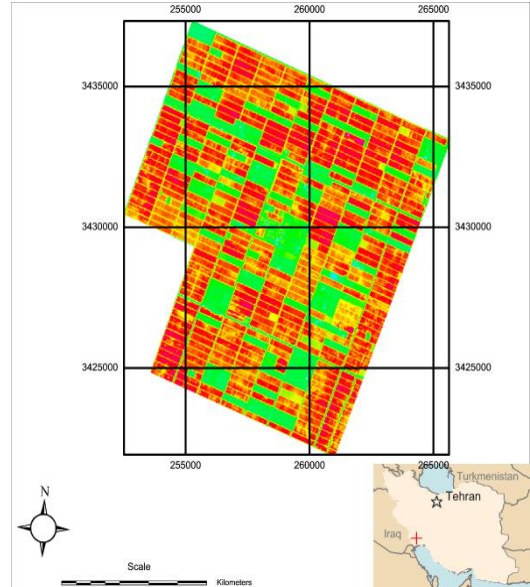 255000 260000 265000
3435000 3435000
3430000 3430000
3425000 3425000
255000 260000 265000
N
Scale
Kilometers
Turkmenistan
Tehran
Iraq